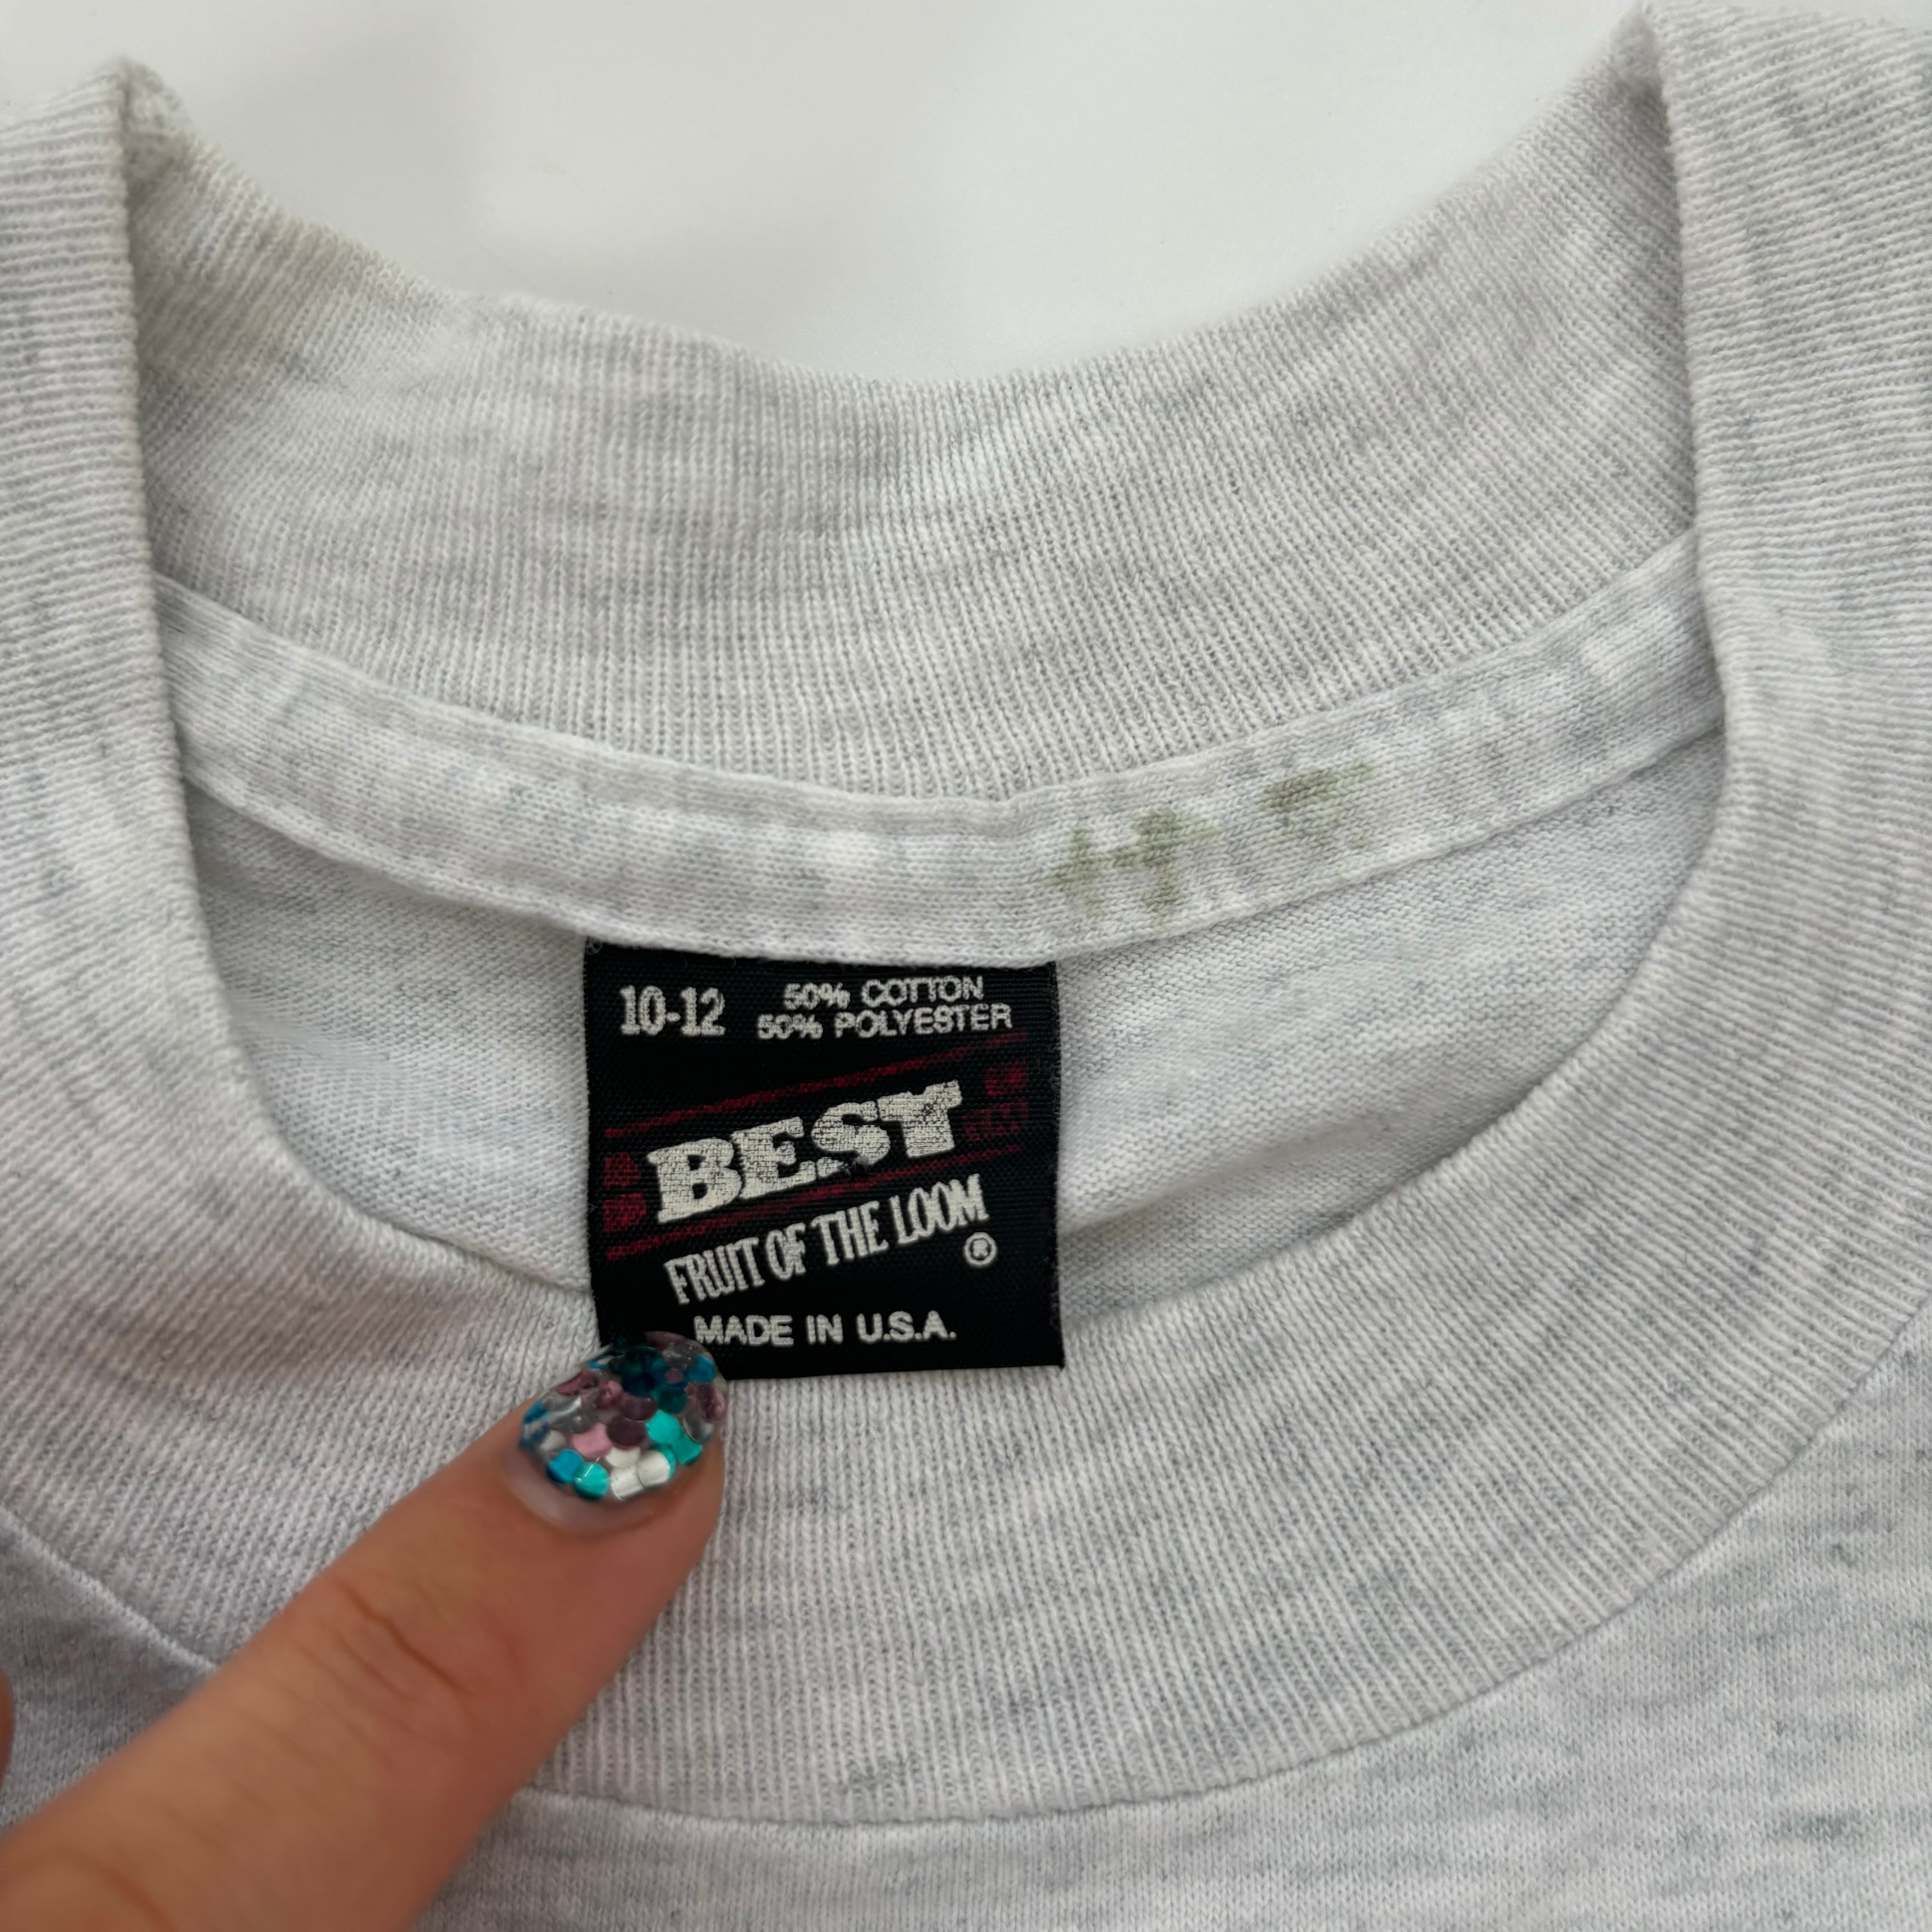 10-12
50% COTTON
50% POLYESTER
BEST
FRUIT OF THE LOOM
®
MADE IN U.S.A.